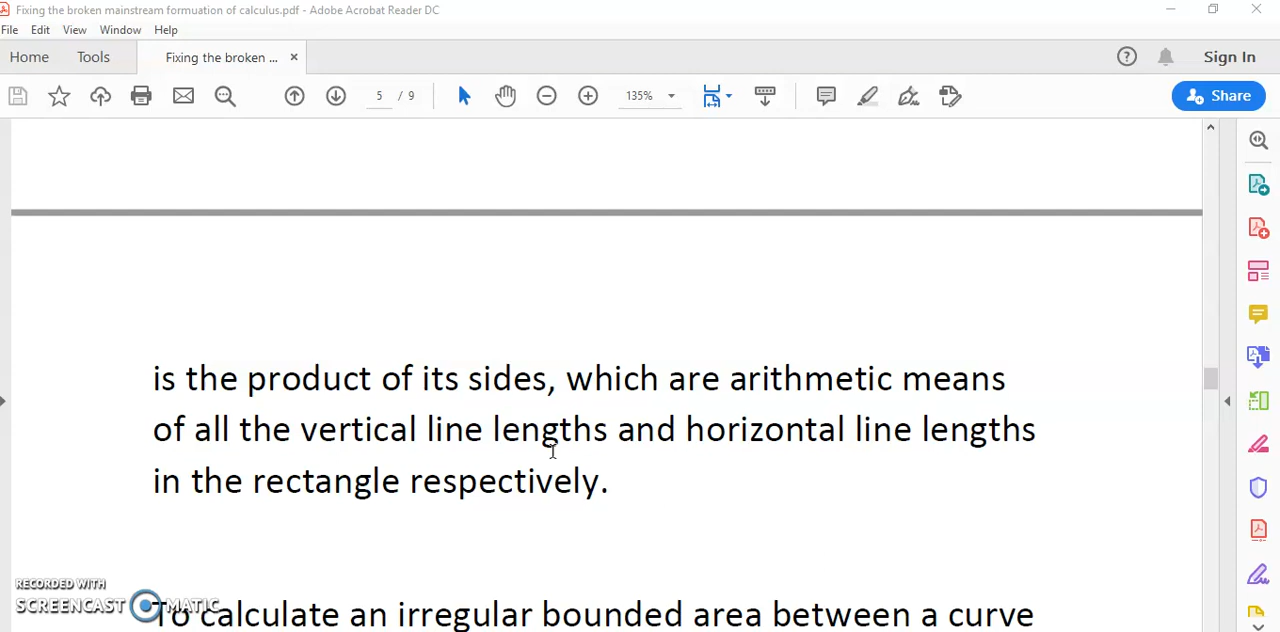 Fixing the broken mainstream formuation of calculus.pdf - Adobe Acrobat Reader DC
File Edit View Window Help
Home Tools Fixing the broken ... × Sign In
5 / 9 135% Share
is the product of its sides, which are arithmetic means
of all the vertical line lengths and horizontal line lengths
in the rectangle respectively.
RECORDED WITH
SCREENCAST MATIC
To calculate an irregular bounded area between a curve